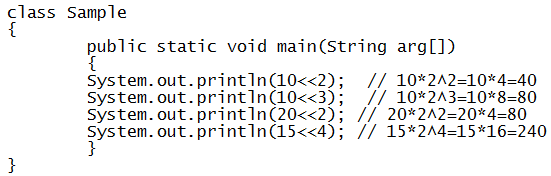 class Sample
{
public static void main(String arg[])
{
System.out.println(10<<2);  // 10*2^2=10*4=40
System.out.println(10<<3);  // 10*2^3=10*8=80
System.out.println(20<<2); // 20*2^2=20*4=80
System.out.println(15<<4); // 15*2^4=15*16=240
}
}